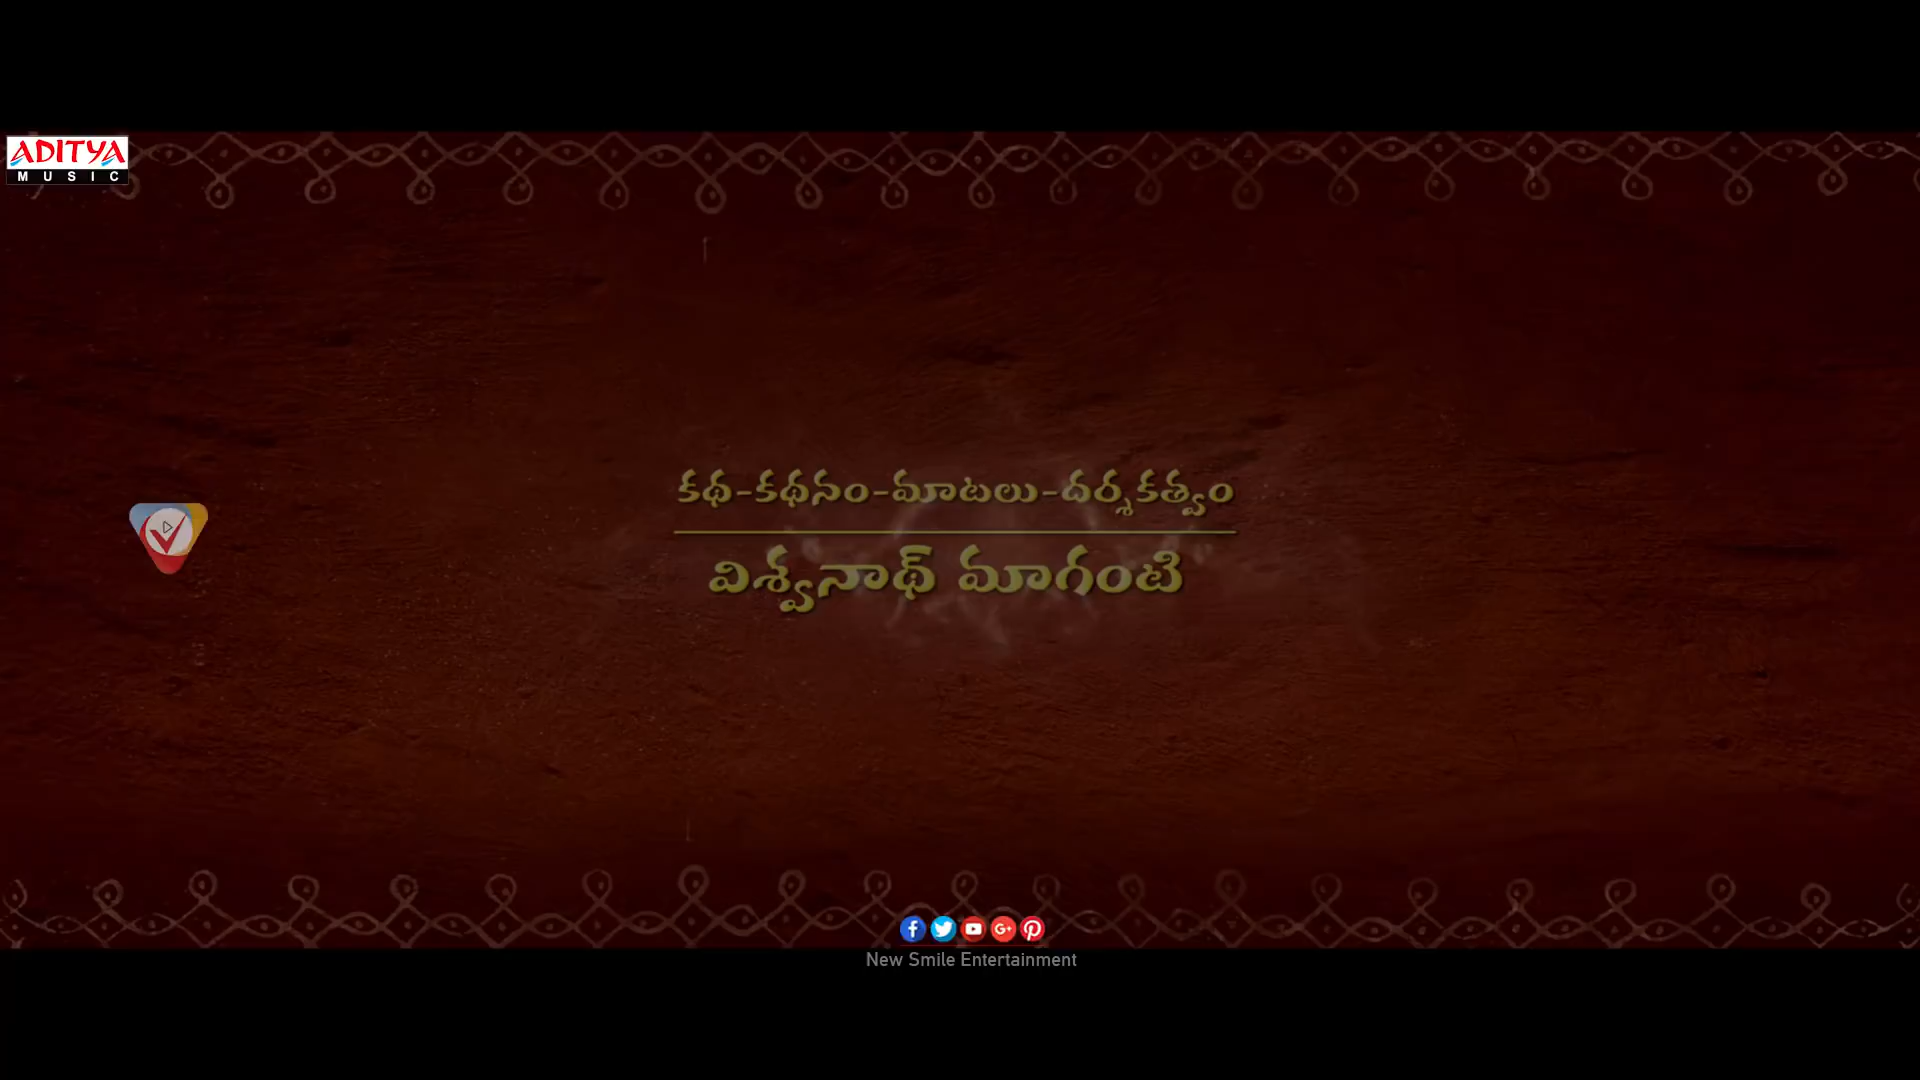 ADITYA
MUSIC
కథ-కథనం-మాటలు-దర్శకత్వం
విశ్వనాథ్ మాగంటి
New Smile Entertainment